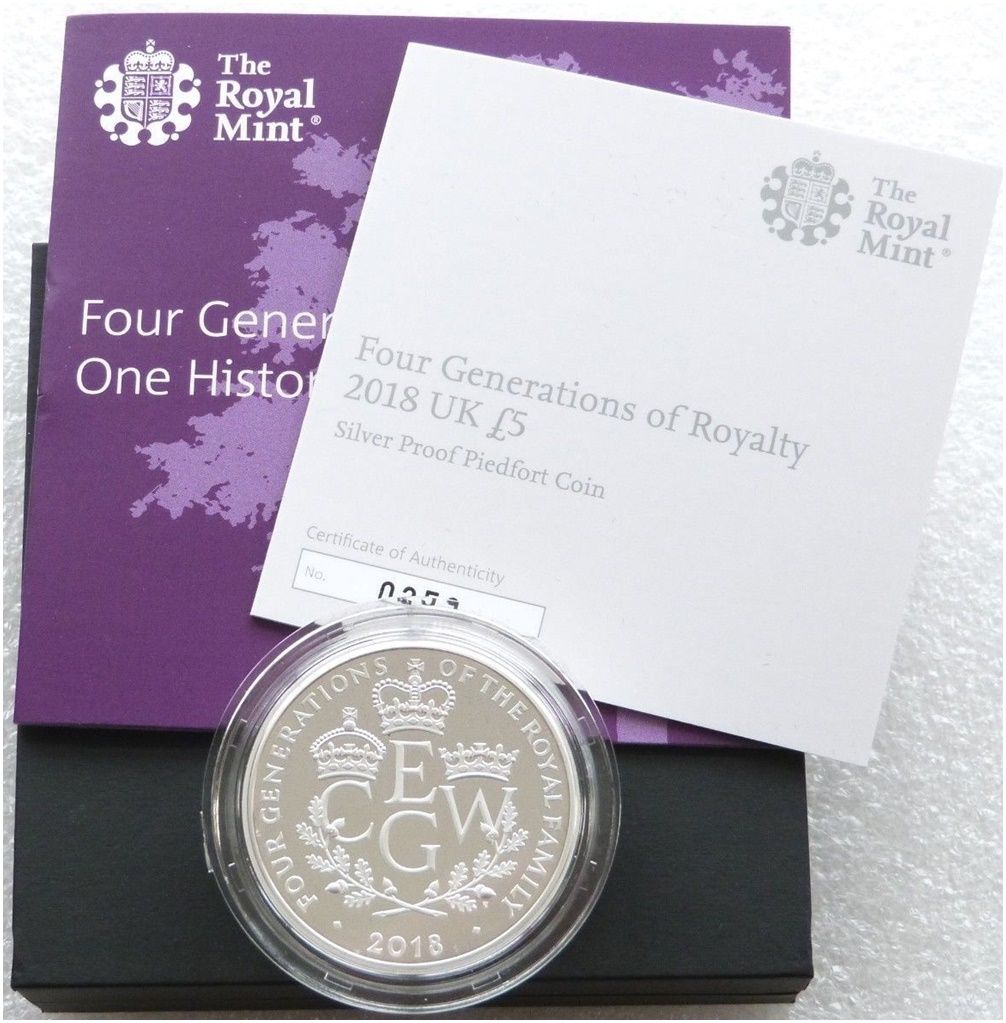 The
Royal
Mint®
Four Gener
One Histor
The
Royal
Mint®
Four Generations of Royalty
2018 UK £5
Silver Proof Piedfort Coin
Certificate of Authenticity
No.
FOUR GENERATIONS OF THE ROYAL FAMILY
E
C W
G
2018